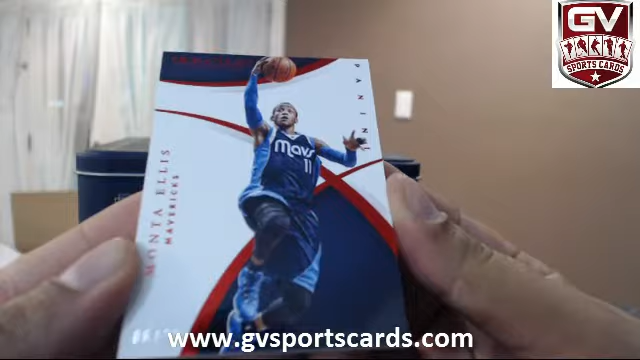 GV
SPORTS CARDS
PANINI
mavs
11
MONTA ELLIS
MAVERICKS
www.gvsportscards.com